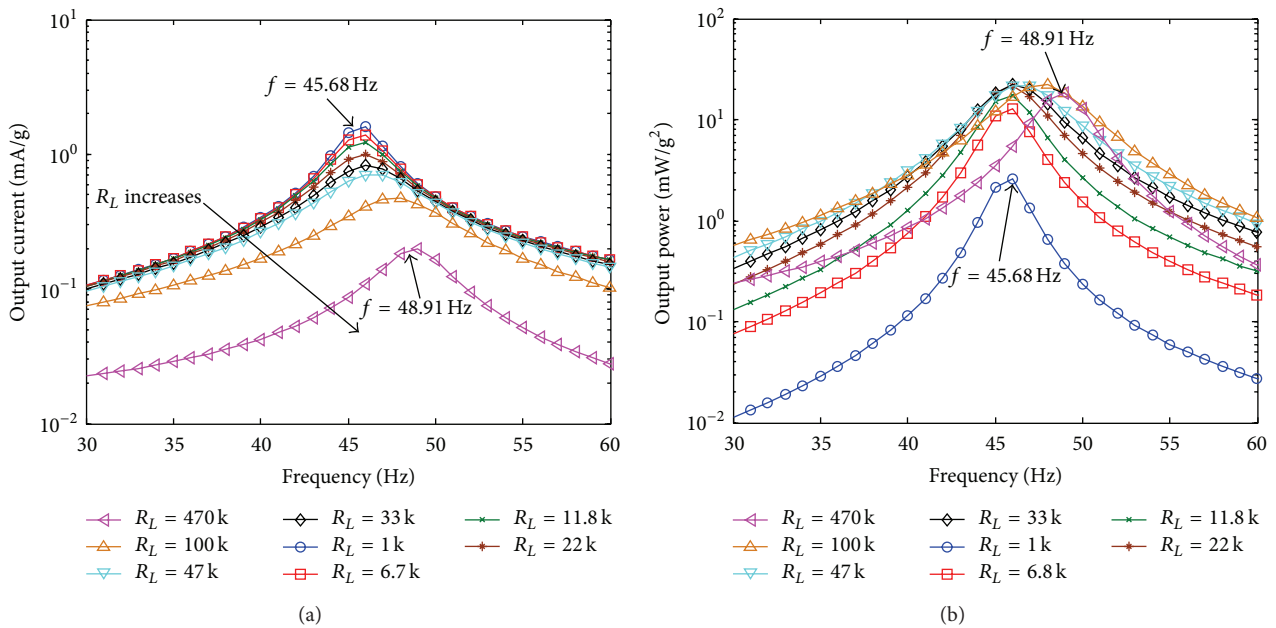 10^1
10^0
10^-1
10^-2
Output current (mA/g)
f = 45.68 Hz
R_L increases
f = 48.91 Hz
30 35 40 45 50 55 60
Frequency (Hz)
R_L = 470 k
R_L = 33 k
R_L = 11.8 k
R_L = 100 k
R_L = 1 k
R_L = 22 k
R_L = 47 k
R_L = 6.7 k
(a)
10^2
10^1
10^0
10^-1
10^-2
Output power (mW/g^2)
f = 48.91 Hz
f = 45.68 Hz
30 35 40 45 50 55 60
Frequency (Hz)
R_L = 470 k
R_L = 33 k
R_L = 11.8 k
R_L = 100 k
R_L = 1 k
R_L = 22 k
R_L = 47 k
R_L = 6.8 k
(b)